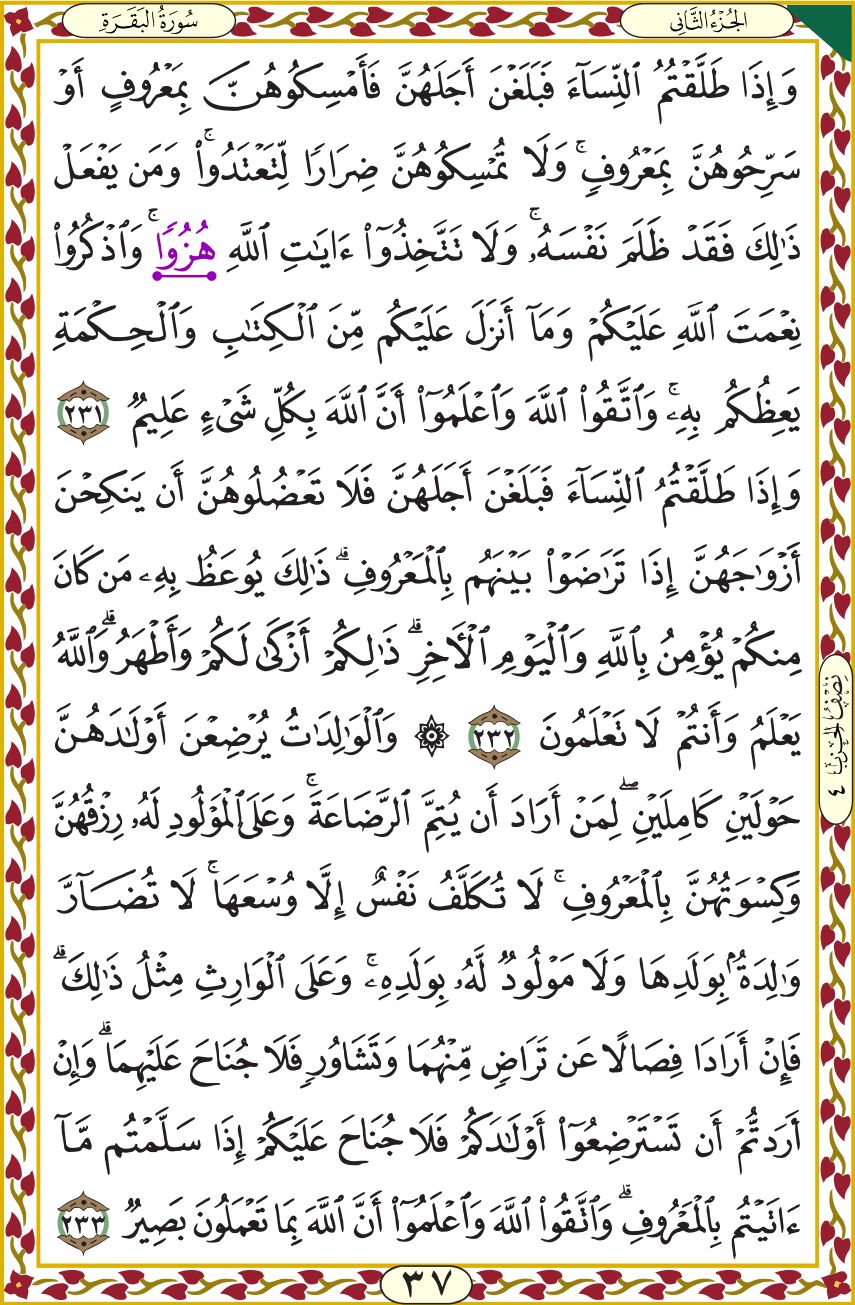 سُورَةُ البَقَرَةِ
الجُزءُ الثَّانِي
وَإِذَا طَلَّقۡتُمُ ٱلنِّسَآءَ فَبَلَغۡنَ أَجَلَهُنَّ فَأَمۡسِكُوهُنَّ بِمَعۡرُوفٍ أَوۡ
سَرِّحُوهُنَّ بِمَعۡرُوفٖۚ وَلَا تُمۡسِكُوهُنَّ ضِرَارٗا لِّتَعۡتَدُواْۚ وَمَن يَفۡعَلۡ
ذَٰلِكَ فَقَدۡ ظَلَمَ نَفۡسَهُۥۚ وَلَا تَتَّخِذُوٓاْ ءَايَٰتِ ٱللَّهِ هُزُوٗاۚ وَٱذۡكُرُواْ
نِعۡمَتَ ٱللَّهِ عَلَيۡكُمۡ وَمَآ أَنزَلَ عَلَيۡكُم مِّنَ ٱلۡكِتَٰبِ وَٱلۡحِكۡمَةِ
يَعِظُكُم بِهِۦۚ وَٱتَّقُواْ ٱللَّهَ وَٱعۡلَمُوٓاْ أَنَّ ٱللَّهَ بِكُلِّ شَيۡءٍ عَلِيمٞ ٢٣١
وَإِذَا طَلَّقۡتُمُ ٱلنِّسَآءَ فَبَلَغۡنَ أَجَلَهُنَّ فَلَا تَعۡضُلُوهُنَّ أَن يَنكِحۡنَ
أَزۡوَٰجَهُنَّ إِذَا تَرَٰضَوۡاْ بَيۡنَهُم بِٱلۡمَعۡرُوفِۗ ذَٰلِكَ يُوعَظُ بِهِۦ مَن كَانَ
مِنكُمۡ يُؤۡمِنُ بِٱللَّهِ وَٱلۡيَوۡمِ ٱلۡأٓخِرِۗ ذَٰلِكُمۡ أَزۡكَىٰ لَكُمۡ وَأَطۡهَرُۚ وَٱللَّهُ
يَعۡلَمُ وَأَنتُمۡ لَا تَعۡلَمُونَ ٢٣٢ ۞ وَٱلۡوَٰلِدَٰتُ يُرۡضِعۡنَ أَوۡلَٰدَهُنَّ
حَوۡلَيۡنِ كَامِلَيۡنِۖ لِمَنۡ أَرَادَ أَن يُتِمَّ ٱلرَّضَاعَةَۚ وَعَلَى ٱلۡمَوۡلُودِ لَهُۥ رِزۡقُهُنَّ
وَكِسۡوَتُهُنَّ بِٱلۡمَعۡرُوفِۚ لَا تُكَلَّفُ نَفۡسٌ إِلَّا وُسۡعَهَاۚ لَا تُضَآرَّ
وَٰلِدَةُۢ بِوَلَدِهَا وَلَا مَوۡلُودٞ لَّهُۥ بِوَلَدِهِۦۚ وَعَلَى ٱلۡوَارِثِ مِثۡلُ ذَٰلِكَۗ
فَإِنۡ أَرَادَا فِصَالًا عَن تَرَاضٖ مِّنۡهُمَا وَتَشَاوُرٖ فَلَا جُنَاحَ عَلَيۡهِمَاۗ وَإِنۡ
أَرَدتُّمۡ أَن تَسۡتَرۡضِعُوٓاْ أَوۡلَٰدَكُمۡ فَلَا جُنَاحَ عَلَيۡكُمۡ إِذَا سَلَّمۡتُم مَّآ
ءَاتَيۡتُم بِٱلۡمَعۡرُوفِۗ وَٱتَّقُواْ ٱللَّهَ وَٱعۡلَمُوٓاْ أَنَّ ٱللَّهَ بِمَا تَعۡمَلُونَ بَصِيرٞ ٢٣٣
نِصۡفُ الحِزۡبِ ٤
٣٧